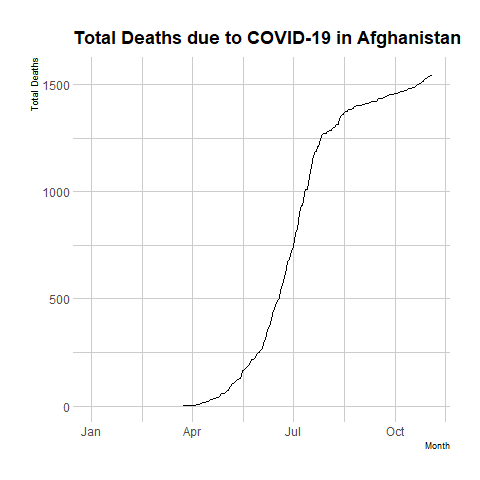 Total Deaths due to COVID-19 in Afghanistan
Total Deaths
1500
1000
500
0
Jan Apr Jul Oct
Month